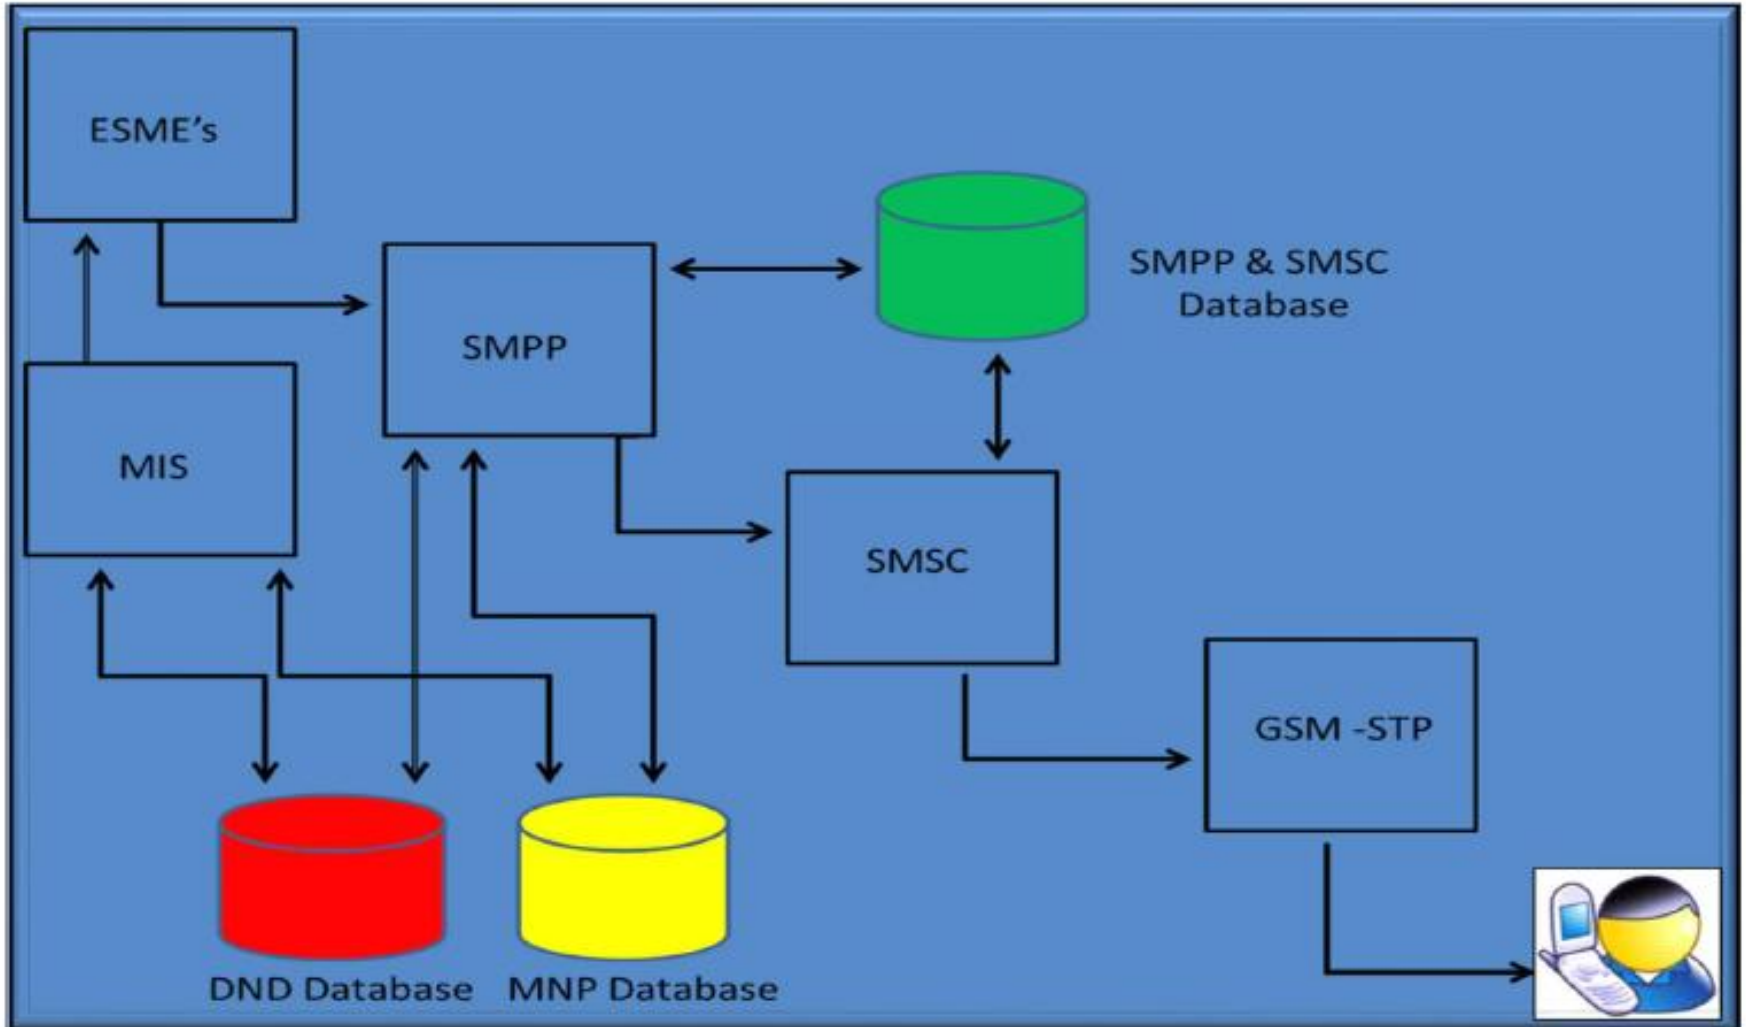 ESME's
SMPP & SMSC
Database
SMPP
MIS
SMSC
GSM -STP
DND Database
MNP Database